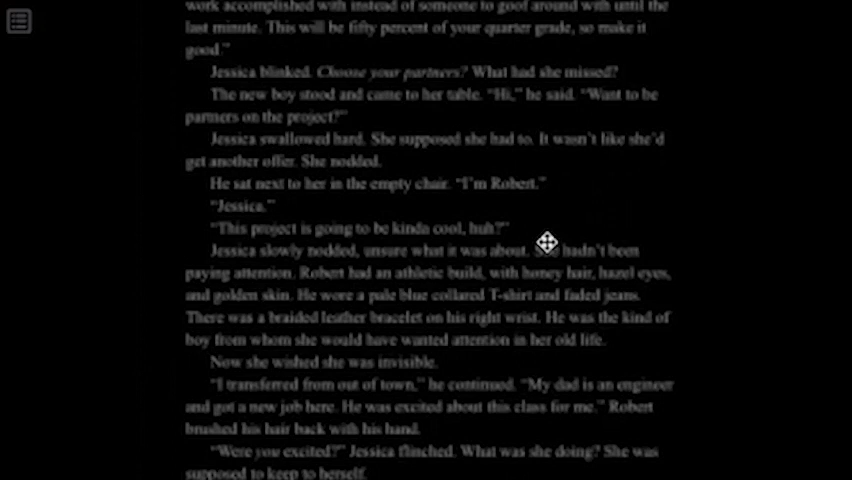 work accomplished with instead of someone to goof around with until the
last minute. This will be fifty percent of your quarter grade, so make it
good.”
Jessica blinked. Choose your partners? What had she missed?
The new boy stood and came to her table. “Hi,” he said. “Want to be
partners on the project?”
Jessica swallowed hard. She supposed she had to. It wasn’t like she’d
get another offer. She nodded.
He sat next to her in the empty chair. “I’m Robert.”
“Jessica.”
“This project is going to be kinda cool, huh?”
Jessica slowly nodded, unsure what it was about. She hadn’t been
paying attention. Robert had an athletic build, with honey hair, hazel eyes,
and golden skin. He wore a pale blue collared T-shirt and faded jeans.
There was a braided leather bracelet on his right wrist. He was the kind of
boy from whom she would have wanted attention in her old life.
Now she wished she was invisible.
“I transferred from out of town,” he continued. “My dad is an engineer
and got a new job here. He was excited about this class for me.” Robert
brushed his hair back with his hand.
“Were you excited?” Jessica flinched. What was she doing? She was
supposed to keep to herself.